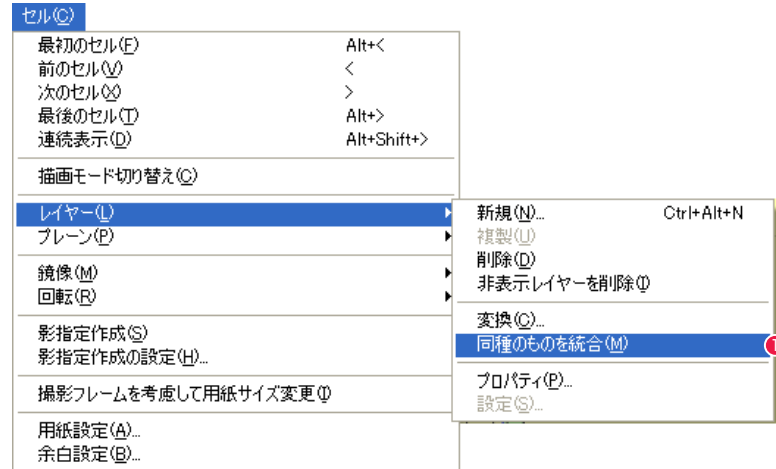 セル(C)
最初のセル(F) Alt+<
前のセル(V) <
次のセル(X) >
最後のセル(T) Alt+>
連続表示(D) Alt+Shift+>
描画モード切り替え(C)
レイヤー(L)
プレーン(P)
鏡像(M)
回転(R)
影指定作成(S)
影指定作成の設定(H)...
撮影フレームを考慮して用紙サイズ変更(I)
用紙設定(A)...
余白設定(B)...
新規(N)... Ctrl+Alt+N
複製(U)
削除(D)
非表示レイヤーを削除(I)
変換(C)...
同種のものを統合(M)
1
プロパティ(P)...
設定(S)...